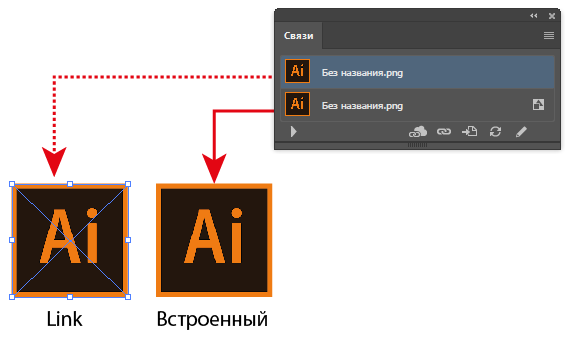 Связи
Ai Без названия.png
Ai Без названия.png
Ai Ai
Link Встроенный